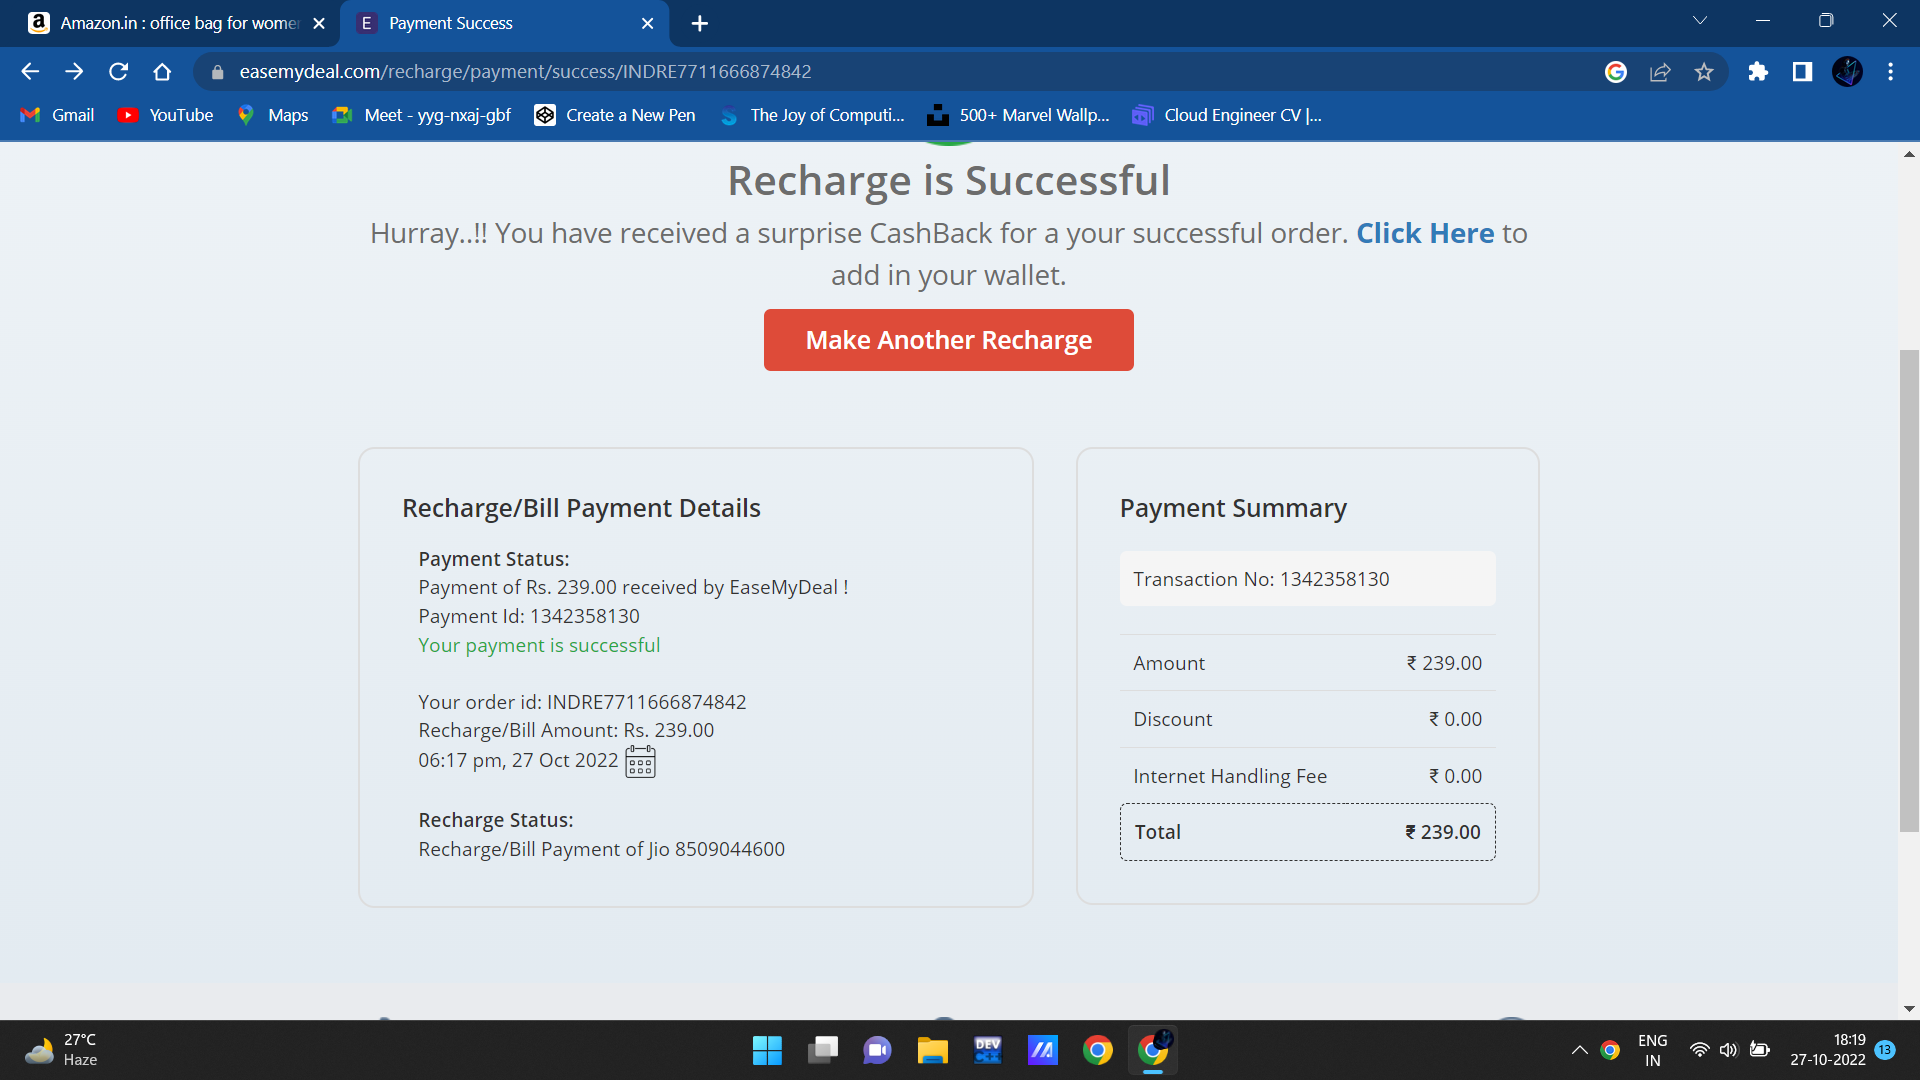 Amazon.in : office bag for wome
E Payment Success
easemydeal.com/recharge/payment/success/INDRE7711666874842
Gmail YouTube Maps Meet - yyg-nxaj-gbf Create a New Pen The Joy of Computi... 500+ Marvel Wallp... Cloud Engineer CV |...
Recharge is Successful
Hurray..!! You have received a surprise CashBack for a your successful order. Click Here to
add in your wallet.
Make Another Recharge
Recharge/Bill Payment Details
Payment Status:
Payment of Rs. 239.00 received by EaseMyDeal !
Payment Id: 1342358130
Your payment is successful
Your order id: INDRE7711666874842
Recharge/Bill Amount: Rs. 239.00
06:17 pm, 27 Oct 2022
Recharge Status:
Recharge/Bill Payment of Jio 8509044600
Payment Summary
Transaction No: 1342358130
Amount ₹ 239.00
Discount ₹ 0.00
Internet Handling Fee ₹ 0.00
Total ₹ 239.00
27°C
Haze
DEV
C++
ENG
IN
18:19
27-10-2022
13